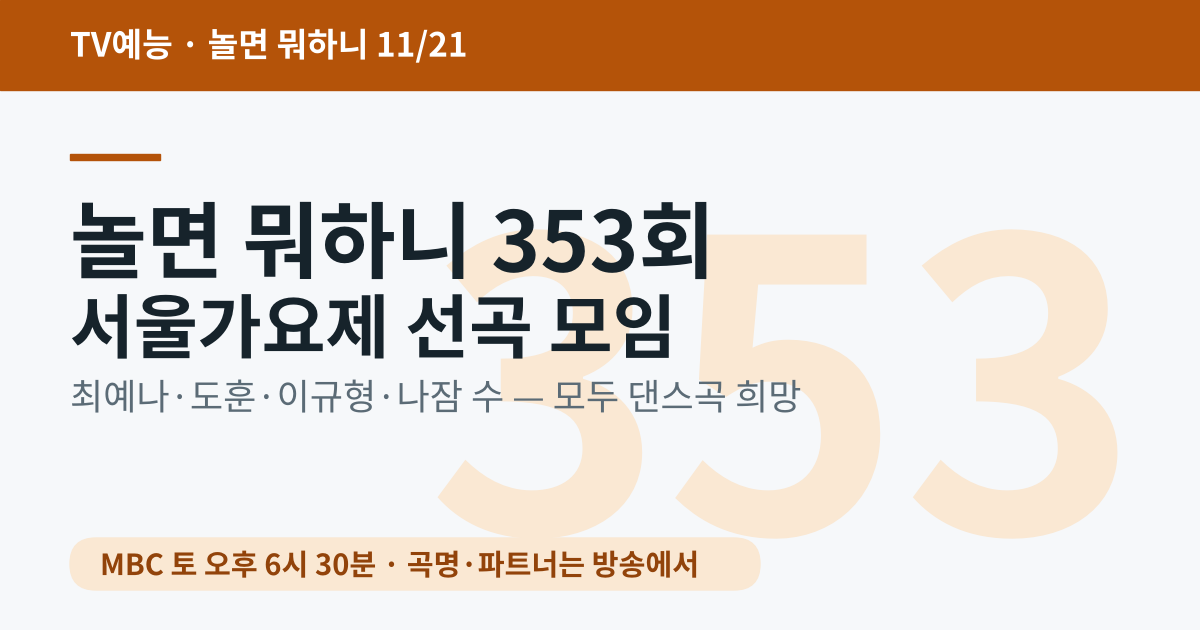 TV예능 · 놀면 뭐하니 11/21
놀면 뭐하니 353회
서울가요제 선곡 모임
최예나·도훈·이규형·나잠 수 — 모두 댄스곡 희망
353
MBC 토 오후 6시 30분 · 곡명·파트너는 방송에서